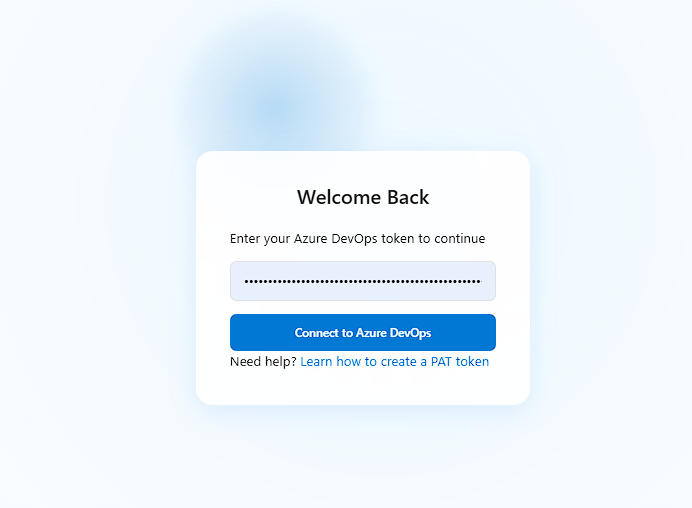 Welcome Back
Enter your Azure DevOps token to continue
Connect to Azure DevOps
Need help? Learn how to create a PAT token